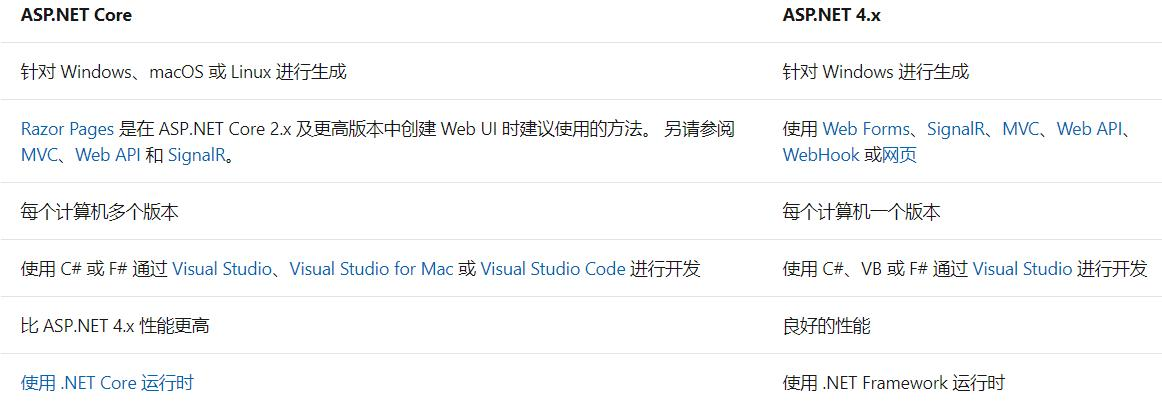 ASP.NET Core
ASP.NET 4.x
针对 Windows、macOS 或 Linux 进行生成
针对 Windows 进行生成
Razor Pages 是在 ASP.NET Core 2.x 及更高版本中创建 Web UI 时建议使用的方法。 另请参阅
MVC、Web API 和 SignalR。
使用 Web Forms、SignalR、MVC、Web API、
WebHook 或网页
每个计算机多个版本
每个计算机一个版本
使用 C# 或 F# 通过 Visual Studio、Visual Studio for Mac 或 Visual Studio Code 进行开发
使用 C#、VB 或 F# 通过 Visual Studio 进行开发
比 ASP.NET 4.x 性能更高
良好的性能
使用 .NET Core 运行时
使用 .NET Framework 运行时